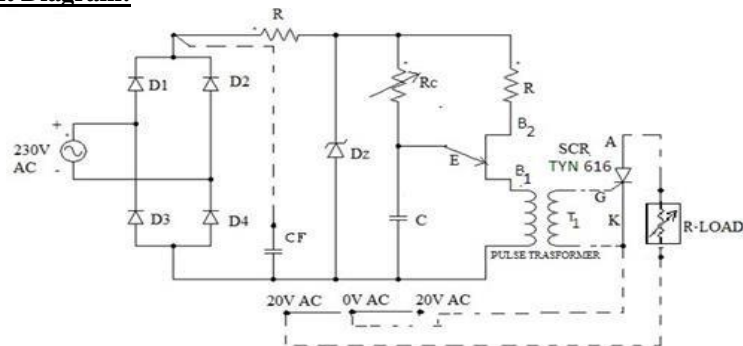 t Diagram:
R
D1
D2
Rc
R
B2
SCR
A
+
230V
AC
-
Dz
E
B1
TYN 616
G
D3
D4
CF
C
T1
K
R-LOAD
PULSE TRASFORMER
20V AC
0V AC
20V AC